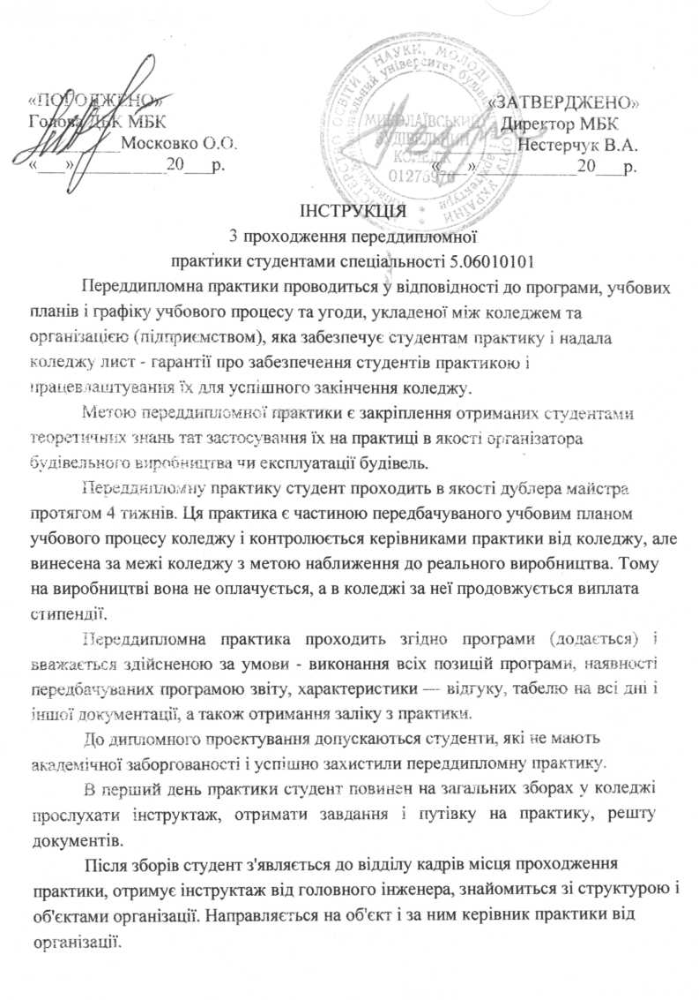 «ПОГОДЖЕНО»
Голова ДБК МБК
________Московко О.О.
«___»__________20___р.
«ЗАТВЕРДЖЕНО»
Директор МБК
Нестерчук В.А.
«___»__________20___р.
МИКОЛАЇВСЬКИЙ
БУДІВЕЛЬНИЙ
КОЛЕДЖ
ІНСТРУКЦІЯ
З проходження переддипломної
практики студентами спеціальності 5.06010101
Переддипломна практики проводиться у відповідності до програми, учбових
планів і графіку учбового процесу та угоди, укладеної між коледжем та
організацією (підприємством), яка забезпечує студентам практику і надала
коледжу лист - гарантії про забезпечення студентів практикою і
працевлаштування їх для успішного закінчення коледжу.
Метою переддипломної практики є закріплення отриманих студентами
теоретичних знань тат застосування їх на практиці в якості організатора
будівельного виробництва чи експлуатації будівель.
Переддипломну практику студент проходить в якості дублера майстра
протягом 4 тижнів. Ця практика є частиною передбачуваного учбовим планом
учбового процесу коледжу і контролюється керівниками практики від коледжу, але
винесена за межі коледжу з метою наближення до реального виробництва. Тому
на виробництві вона не оплачується, а в коледжі за неї продовжується виплата
стипендії.
Переддипломна практика проходить згідно програми (додається) і
вважається здійсненою за умови - виконання всіх позицій програми, наявності
передбачуваних програмою звіту, характеристики — відгуку, табелю на всі дні і
іншої документації, а також отримання заліку з практики.
До дипломного проектування допускаються студенти, які не мають
академічної заборгованості і успішно захистили переддипломну практику.
В перший день практики студент повинен на загальних зборах у коледжі
прослухати інструктаж, отримати завдання і путівку на практику, решту
документів.
Після зборів студент з'являється до відділу кадрів місця проходження
практики, отримує інструктаж від головного інженера, знайомиться зі структурою і
об'єктами організації. Направляється на об'єкт і за ним керівник практики від
організації.